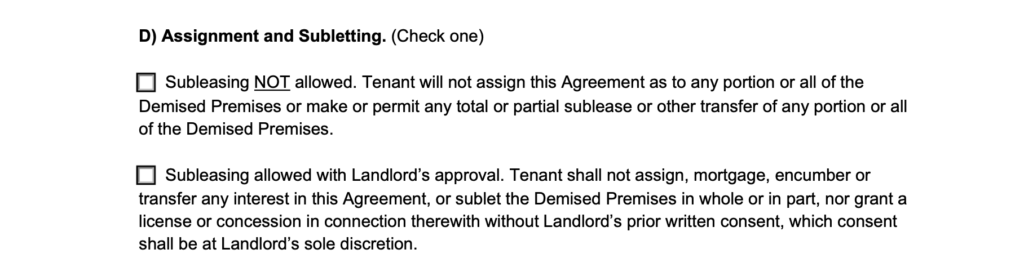 D) Assignment and Subletting. (Check one)
☐ Subleasing NOT allowed. Tenant will not assign this Agreement as to any portion or all of the
Demised Premises or make or permit any total or partial sublease or other transfer of any portion or all
of the Demised Premises.
☐ Subleasing allowed with Landlord’s approval. Tenant shall not assign, mortgage, encumber or
transfer any interest in this Agreement, or sublet the Demised Premises in whole or in part, nor grant a
license or concession in connection therewith without Landlord’s prior written consent, which consent
shall be at Landlord’s sole discretion.